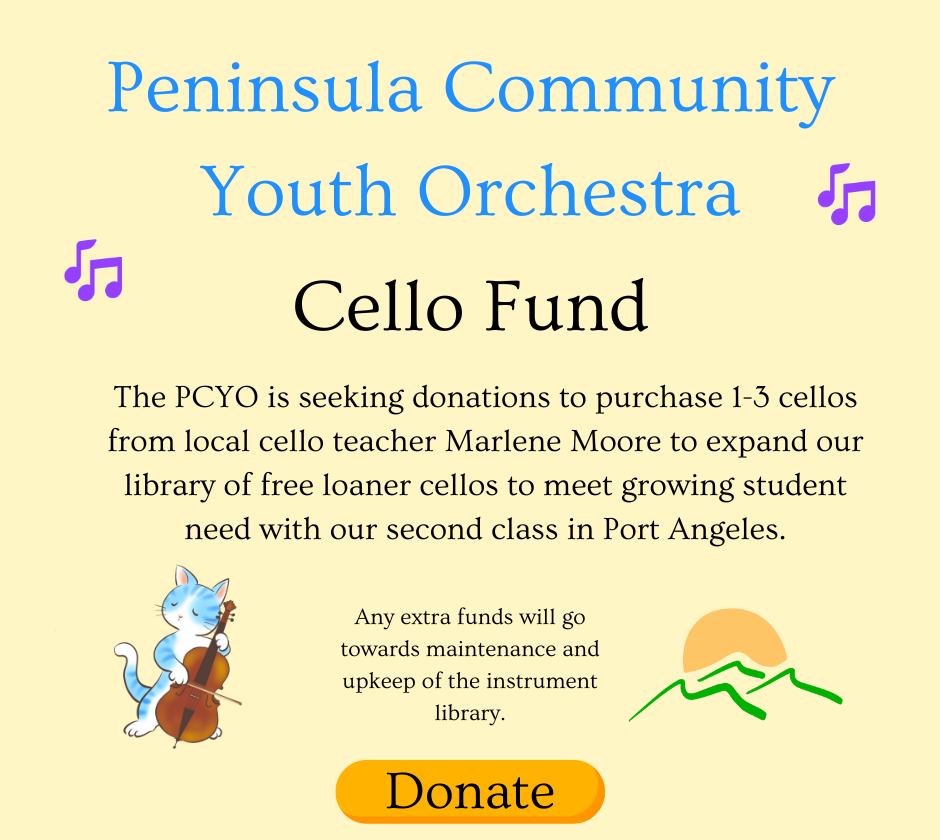 Peninsula Community
Youth Orchestra
Cello Fund
The PCYO is seeking donations to purchase 1-3 cellos
from local cello teacher Marlene Moore to expand our
library of free loaner cellos to meet growing student
need with our second class in Port Angeles.
Any extra funds will go
towards maintenance and
upkeep of the instrument
library.
Donate